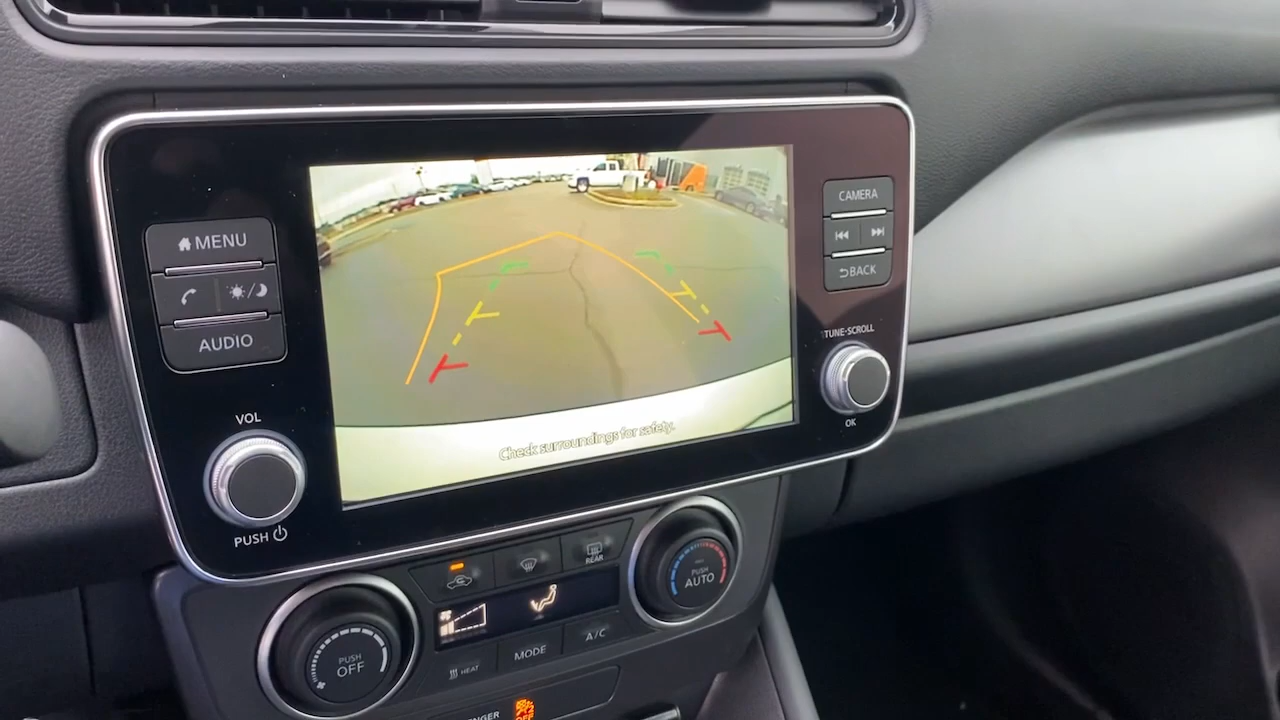 MENU
AUDIO
VOL
PUSH
CAMERA
BACK
TUNE·SCROLL
OK
Check surroundings for safety.
REAR
PUSH
AUTO
PUSH
OFF
HEAT
MODE
A/C
OFF